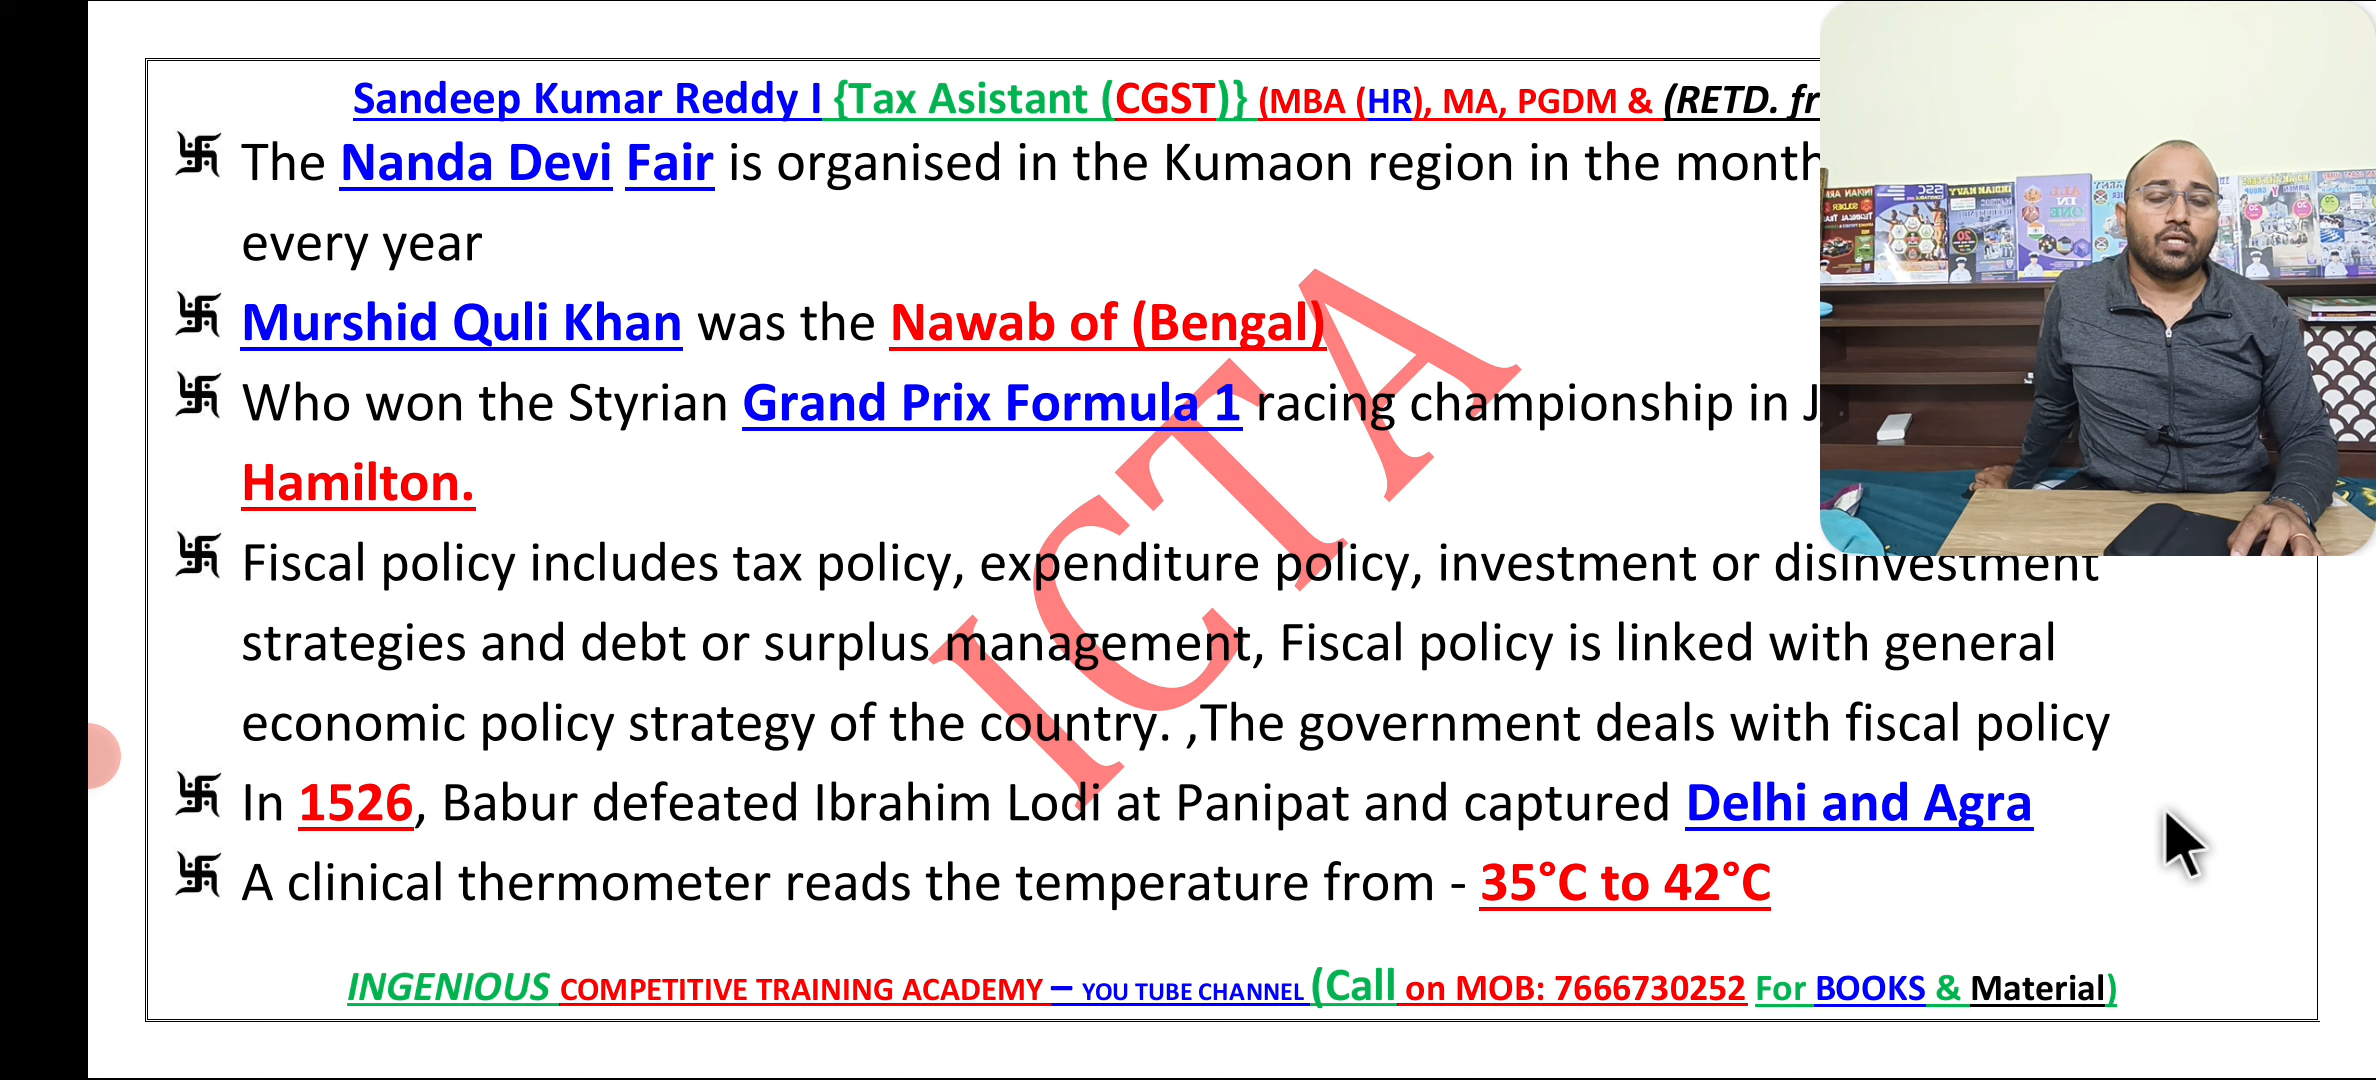 Sandeep Kumar Reddy I {Tax Asistant (CGST)} (MBA (HR), MA, PGDM & (RETD. fr
The Nanda Devi Fair is organised in the Kumaon region in the month
every year
Murshid Quli Khan was the Nawab of (Bengal)
Who won the Styrian Grand Prix Formula 1 racing championship in J
Hamilton.
Fiscal policy includes tax policy, expenditure policy, investment or disinvestment
strategies and debt or surplus management, Fiscal policy is linked with general
economic policy strategy of the country. ,The government deals with fiscal policy
In 1526, Babur defeated Ibrahim Lodi at Panipat and captured Delhi and Agra
A clinical thermometer reads the temperature from - 35°C to 42°C
ICTA
INGENIOUS COMPETITIVE TRAINING ACADEMY – YOU TUBE CHANNEL (Call on MOB: 7666730252 For BOOKS & Material)
INDIAN NAVY
SSC
ALL IN ONE